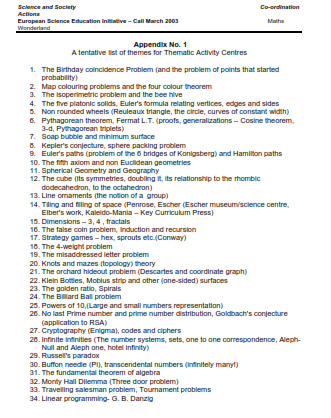 Science and Society Co-ordination
Actions
European Science Education Initiative – Call March 2003 Maths
Wonderland
Appendix No. 1
A tentative list of themes for Thematic Activity Centres
1. The Birthday coincidence Problem (and the problem of points that started
probability)
2. Map colouring problems and the four colour theorem
3. The isoperimetric problem and the bee hive
4. The five platonic solids, Euler's formula relating vertices, edges and sides
5. Non rounded wheels (Reuleaux triangle, the circle, curves of constant width)
6. Pythagorean theorem, Fermat L.T. (proofs, generalizations – Cosine theorem,
3-d, Pythagorean triplets)
7. Soap bubble and minimum surface
8. Kepler's conjecture, sphere packing problem
9. Euler's paths (problem of the 6 bridges of Konigsberg) and Hamilton paths
10. The fifth axiom and non Euclidean geometries
11. Spherical Geometry and Geography
12. The cube (its symmetries, doubling it, its relationship to the rhombic
dodecahedron, to the octahedron)
13. Line ornaments (the notion of a group)
14. Tiling and filling of space (Penrose, Escher (Escher museum/science centre,
Elber's work, Kaleido-Mania – Key Curriculum Press)
15. Dimensions – 3, 4 , fractals
16. The false coin problem, Induction and recursion
17. Strategy games – hex, sprouts etc.(Conway)
18. The 4-weight problem
19. The misaddressed letter problem
20. Knots and mazes (topology) theory
21. The orchard hideout problem (Descartes and coordinate graph)
22. Klein Bottles, Mobius strip and other (one-sided) surfaces
23. The golden ratio, Spirals
24. The Billiard Ball problem
25. Powers of 10,(Large and small numbers representation)
26. No last Prime number and prime number distribution, Goldbach's conjecture
(application to RSA)
27. Cryptography (Enigma), codes and ciphers
28. Infinite infinities (The number systems, sets, one to one correspondence, Aleph-
Null and Aleph one, hotel infinity)
29. Russell's paradox
30. Buffon needle (Pi), transcendental numbers (infinitely many!)
31. The fundamental theorem of algebra
32. Monty Hall Dilemma (Three door problem)
33. Travelling salesman problem, Tournament problems
34. Linear programming- G. B. Danzig